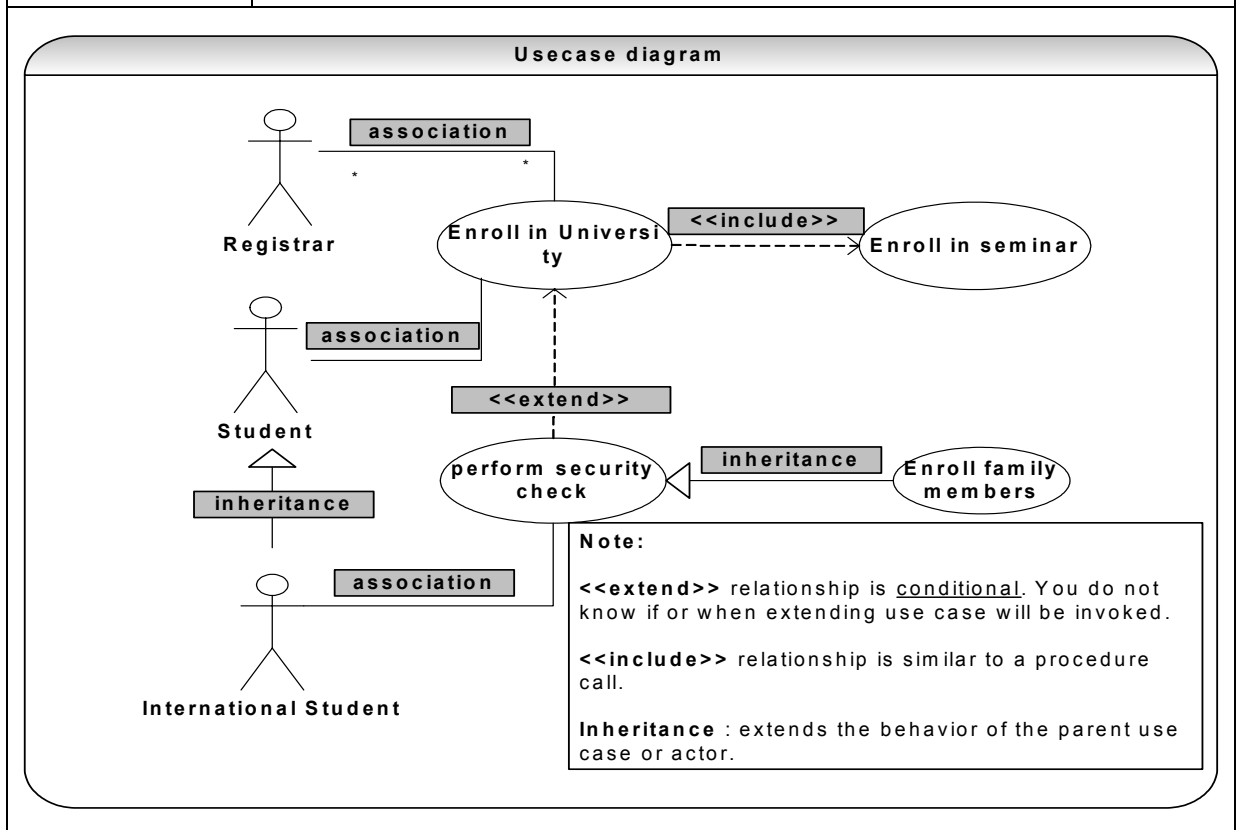 Usecase diagram
association
*
*
Registrar
Enroll in Universi
ty
<<include>>
Enroll in seminar
association
Student
<<extend>>
inheritance
perform security
check
inheritance
Enroll family
members
association
International Student
Note:
<<extend>> relationship is conditional. You do not
know if or when extending use case will be invoked.
<<include>> relationship is similar to a procedure
call.
Inheritance : extends the behavior of the parent use
case or actor.